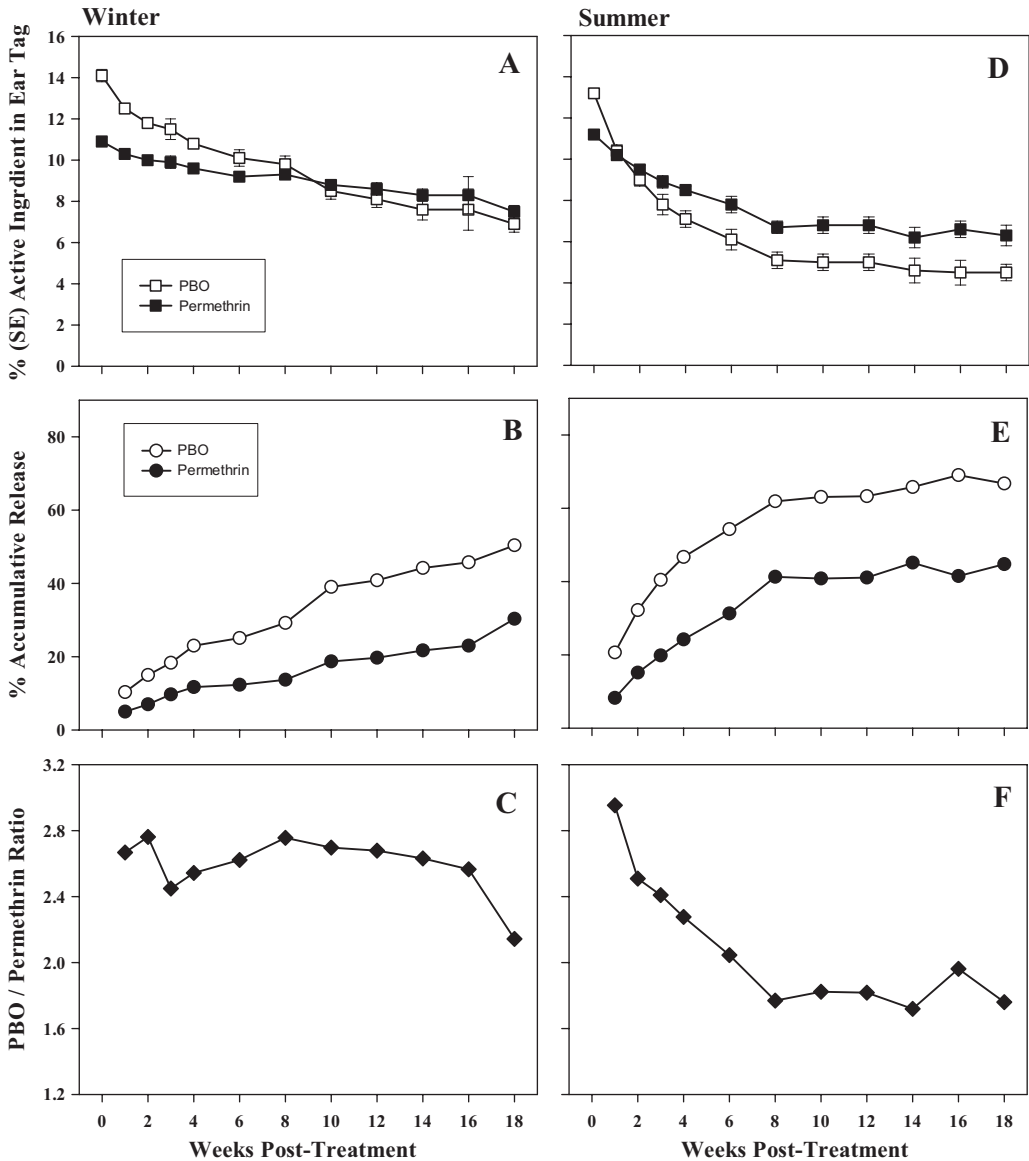 Winter
Summer
% (SE) Active Ingrdient in Ear Tag
16
14
12
10
8
6
4
2
0
A
PBO
Permethrin
D
% Accumulative Release
80
60
40
20
0
B
PBO
Permethrin
E
PBO / Permethrin Ratio
3.2
2.8
2.4
2.0
1.6
1.2
C
F
0 2 4 6 8 10 12 14 16 18
0 2 4 6 8 10 12 14 16 18
Weeks Post-Treatment
Weeks Post-Treatment